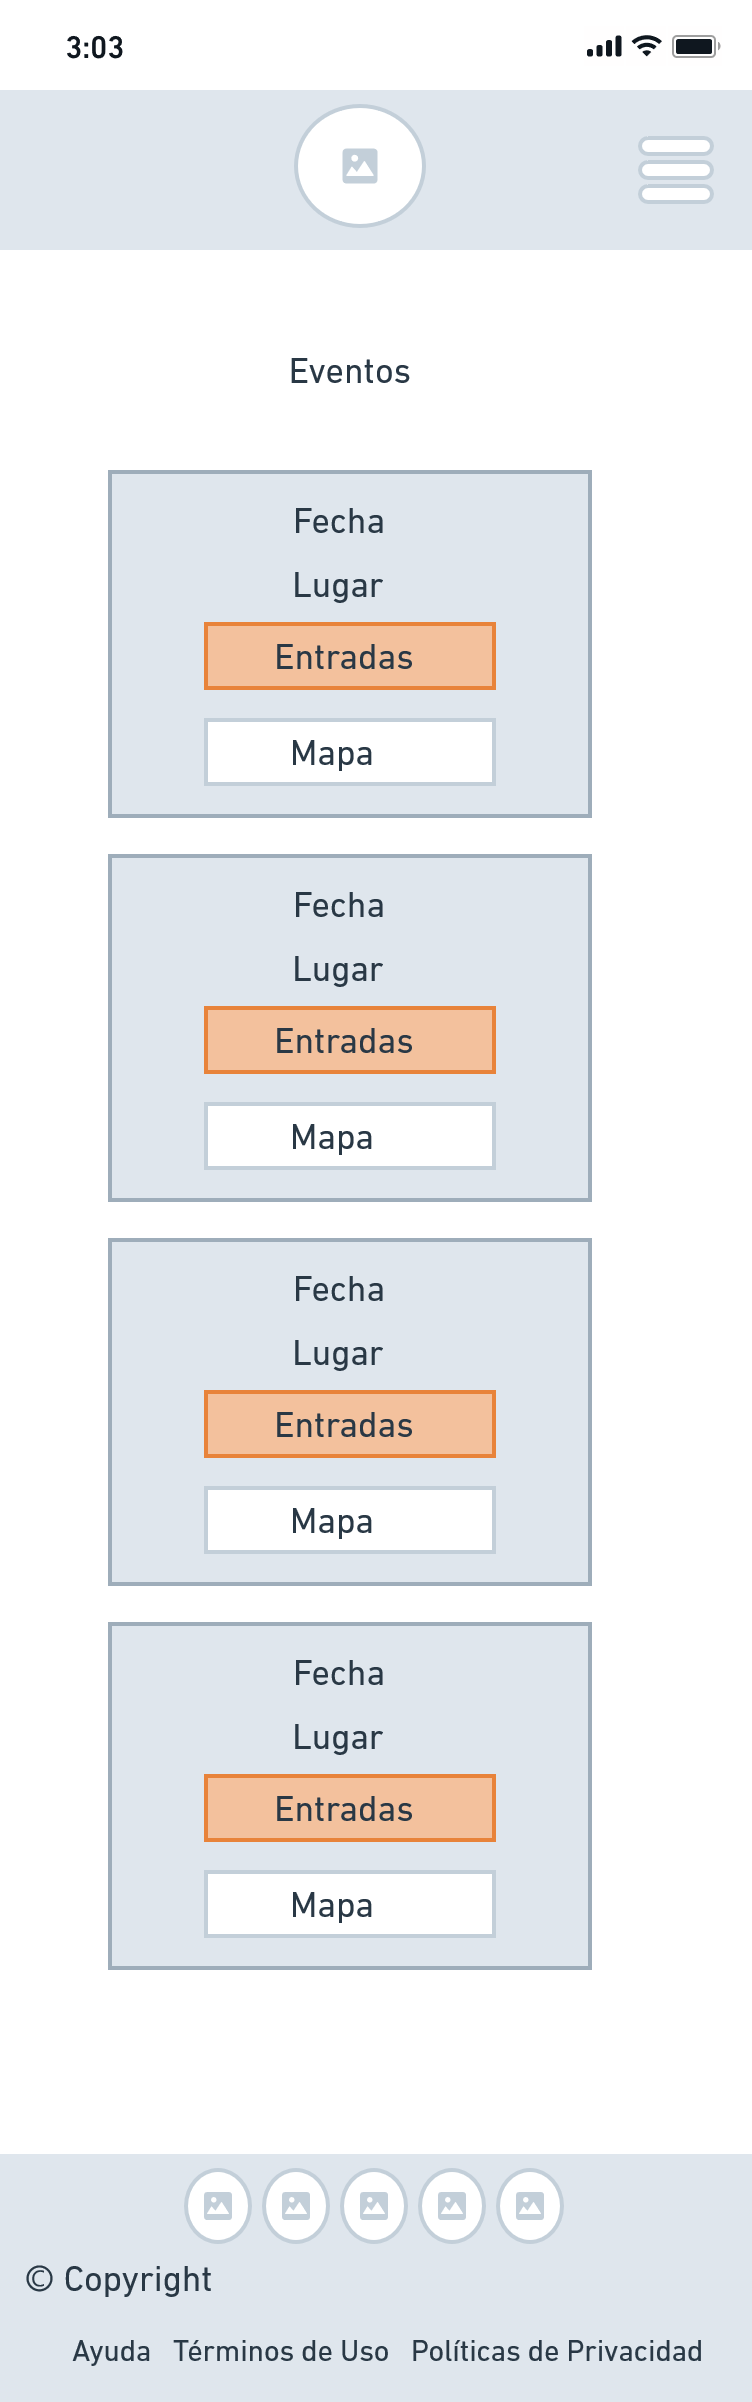 3:03
Eventos
Fecha
Lugar
Entradas
Mapa
Fecha
Lugar
Entradas
Mapa
Fecha
Lugar
Entradas
Mapa
Fecha
Lugar
Entradas
Mapa
© Copyright
Ayuda Términos de Uso Políticas de Privacidad